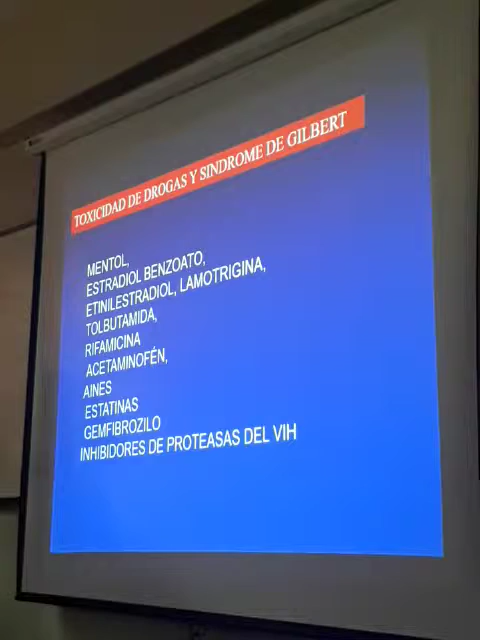 TOXICIDAD DE DROGAS Y SINDROME DE GILBERT
MENTOL,
ESTRADIOL BENZOATO,
ETINILESTRADIOL, LAMOTRIGINA,
TOLBUTAMIDA,
RIFAMICINA
ACETAMINOFÉN,
AINES
ESTATINAS
GEMFIBROZILO
INHIBIDORES DE PROTEASAS DEL VIH